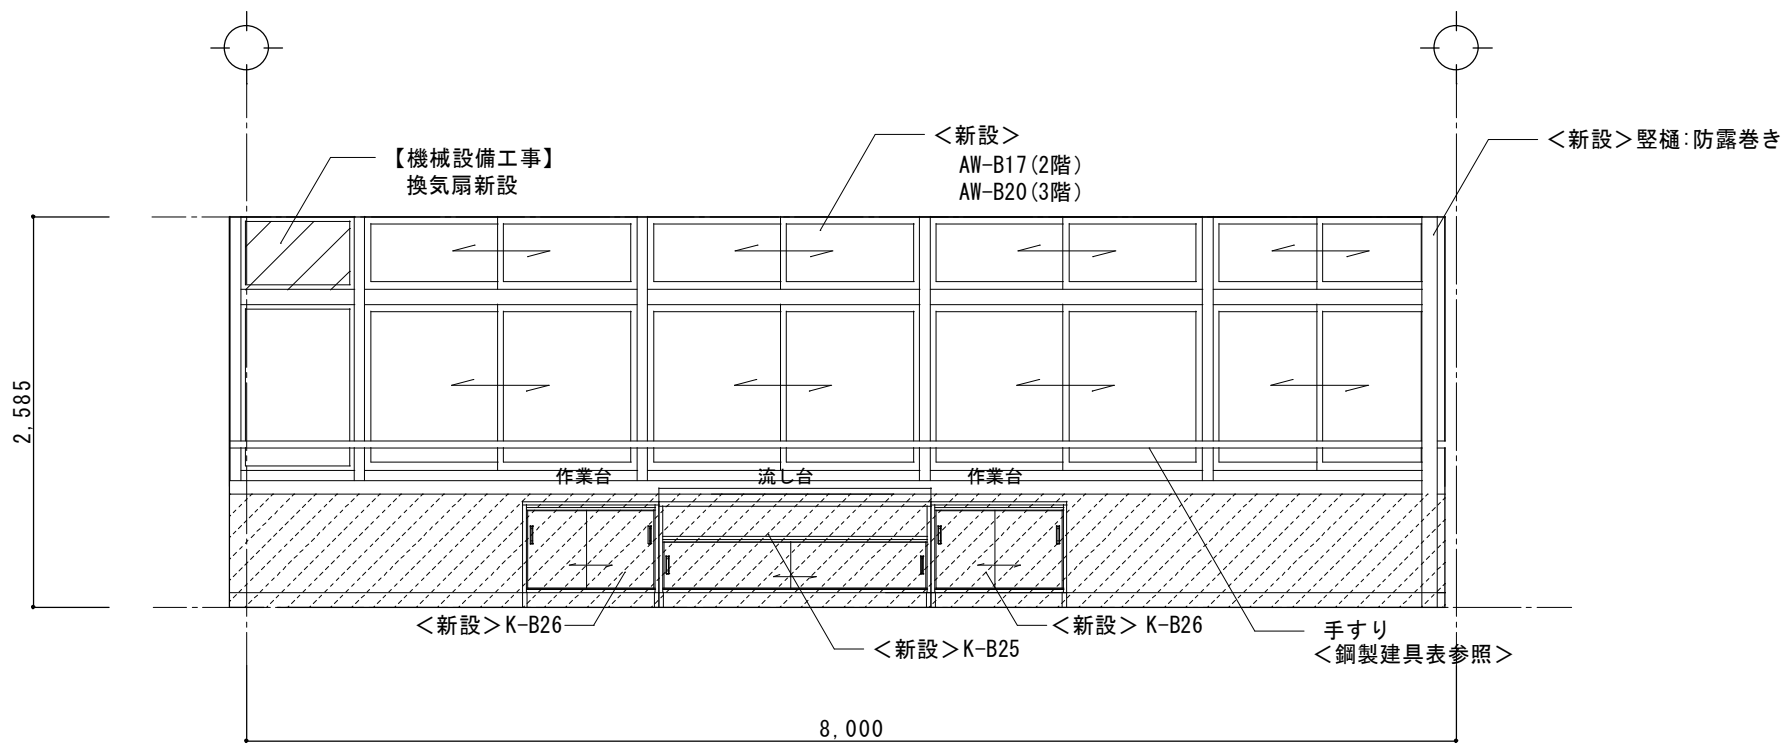 ＜新設＞
AW-B17(2階)
AW-B20(3階)
＜新設＞竪樋:防露巻き
【機械設備工事】
換気扇新設
2,585
作業台
流し台
作業台
＜新設＞K-B26
＜新設＞K-B25
＜新設＞ K-B26
手すり
＜鋼製建具表参照＞
8,000